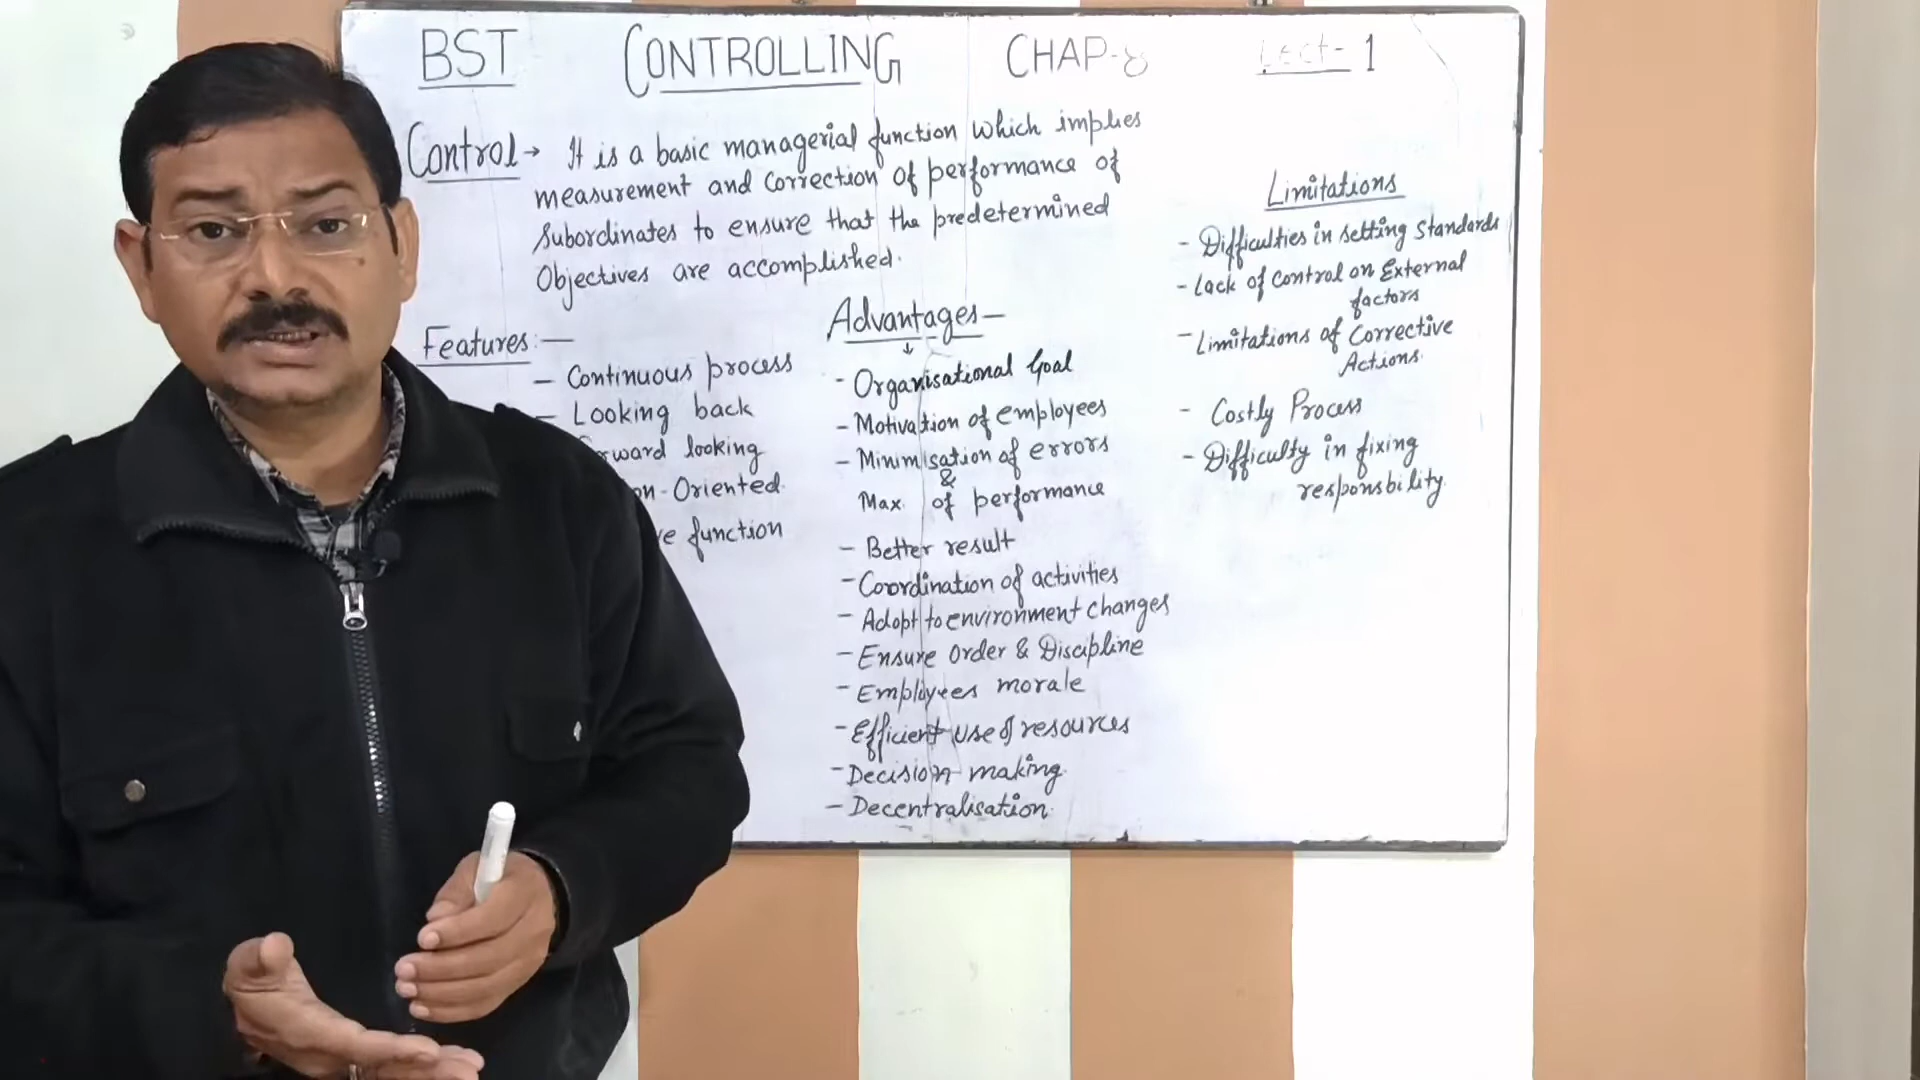 BST CONTROLLING CHAP-8 Lect-1
Control → It is a basic managerial function which implies
measurement and correction of performance of
Subordinates to ensure that the predetermined
Objectives are accomplished.
Features:—
– Continuous process
– Looking back
looking
Oriented
function
Advantages—
- Organisational Goal
- Motivation of employees
- Minimisation of errors
&
Max. of performance
- Better result
- Coordination of activities
- Adopt to environment changes
- Ensure Order & Discipline
- Employees morale
- Efficient use of resources
- Decision making
- Decentralisation.
Limitations
- Difficulties in setting Standards
- Lack of Control on External
factors
- Limitations of Corrective
Actions.
- Costly Process
- Difficulty in fixing
responsbility.